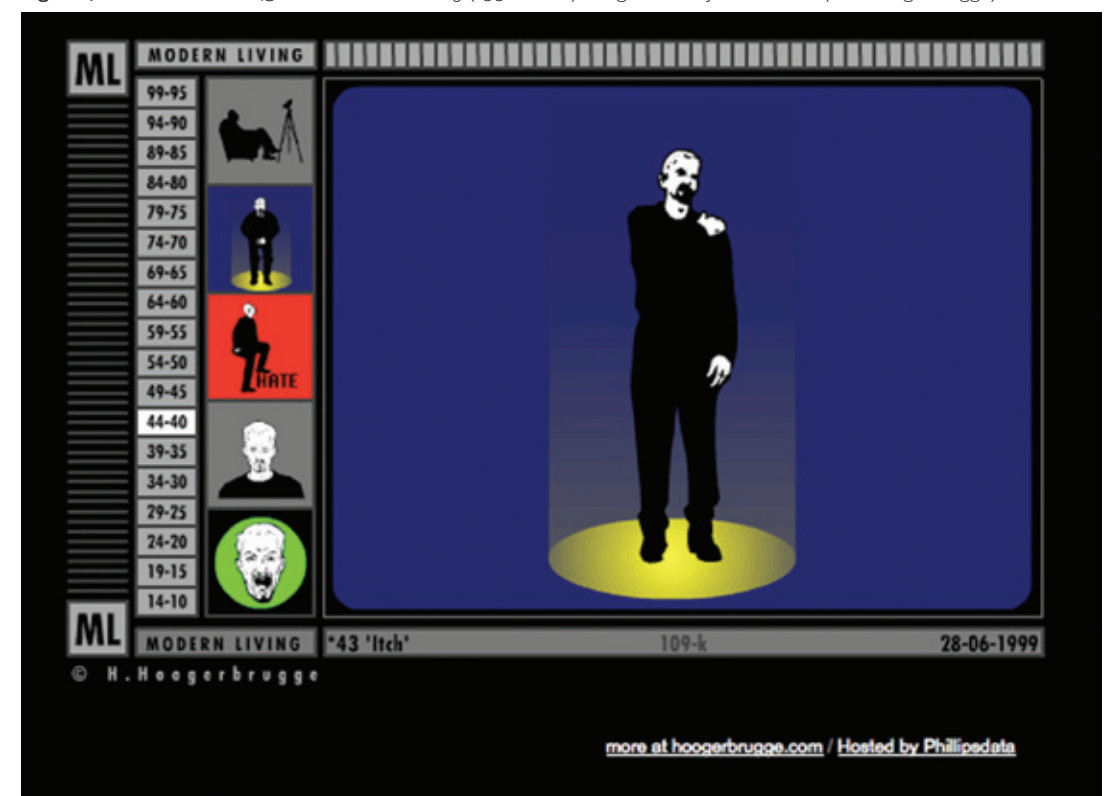 ML
MODERN LIVING
99-95
94-90
89-85
84-80
79-75
74-70
69-65
64-60
59-55
54-50
49-45
44-40
39-35
34-30
29-25
24-20
19-15
14-10
HATE
ML
MODERN LIVING
*43 'Itch' 109-k 28-06-1999
© H.Hoogerbrugge
more at hoogerbrugge.com / Hosted by Phillipsdata